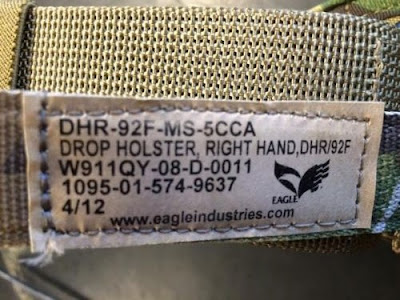 DHR-92F-MS-5CCA
DROP HOLSTER, RIGHT HAND,DHR/92F
W911QY-08-D-0011
1095-01-574-9637
4/12
EAGLE
www.eagleindustries.com